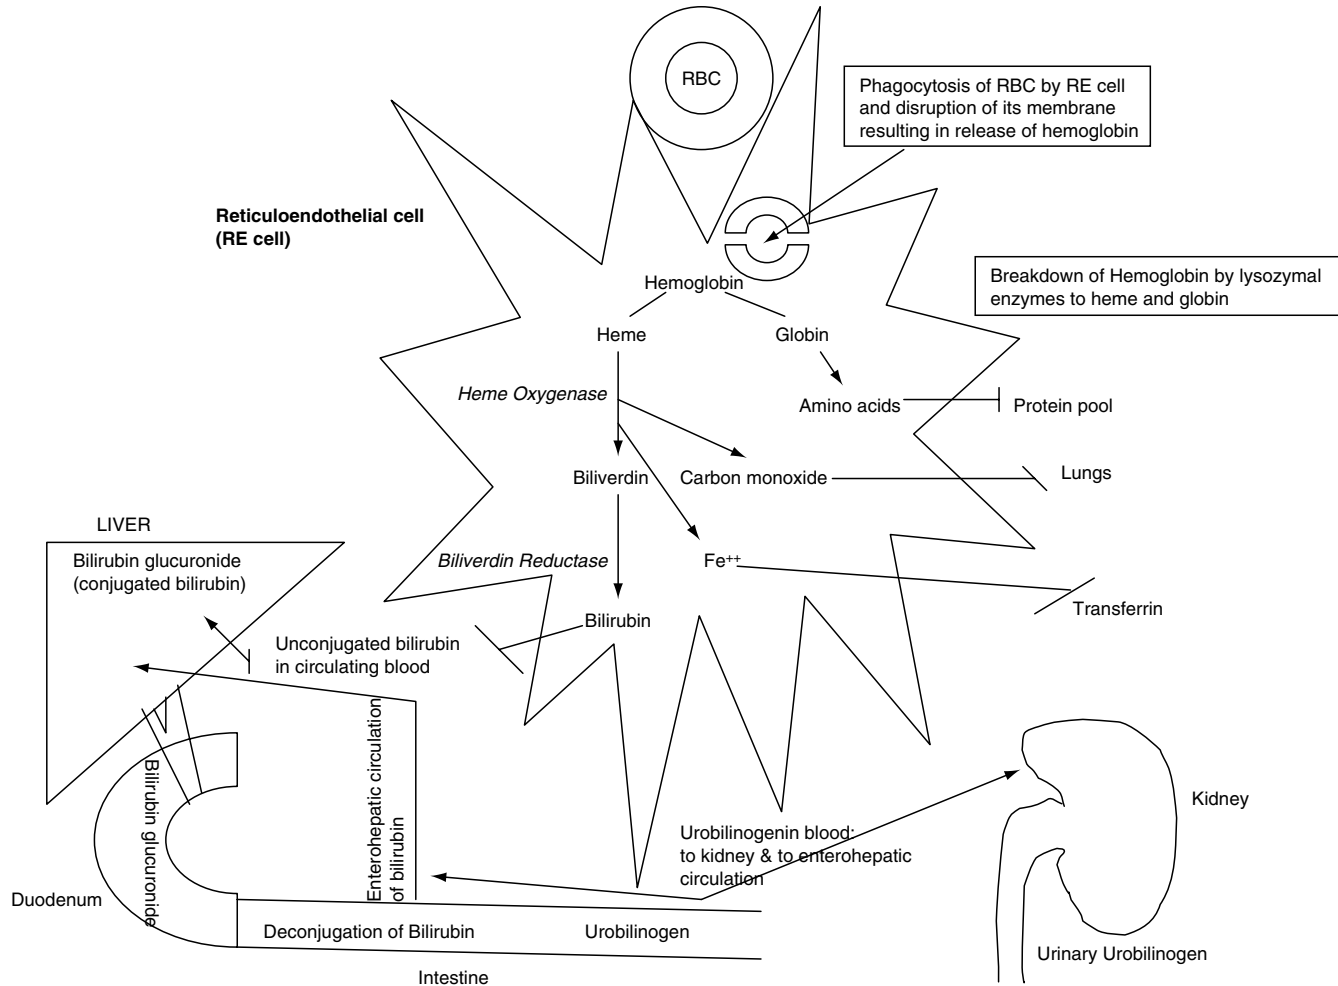 RBC
Phagocytosis of RBC by RE cell
and disruption of its membrane
resulting in release of hemoglobin
Reticuloendothelial cell
(RE cell)
Hemoglobin
Breakdown of Hemoglobin by lysozymal
enzymes to heme and globin
Heme
Globin
Heme Oxygenase
Amino acids
Protein pool
Biliverdin
Carbon monoxide
Lungs
LIVER
Bilirubin glucuronide
(conjugated bilirubin)
Biliverdin Reductase
Fe⁺⁺
Transferrin
Bilirubin
Unconjugated bilirubin
in circulating blood
Enterohepatic circulation
of bilirubin
Bilirubin glucuronide
Kidney
Urobilinogenin blood:
to kidney & to enterohepatic
circulation
Duodenum
Deconjugation of Bilirubin
Urobilinogen
Urinary Urobilinogen
Intestine